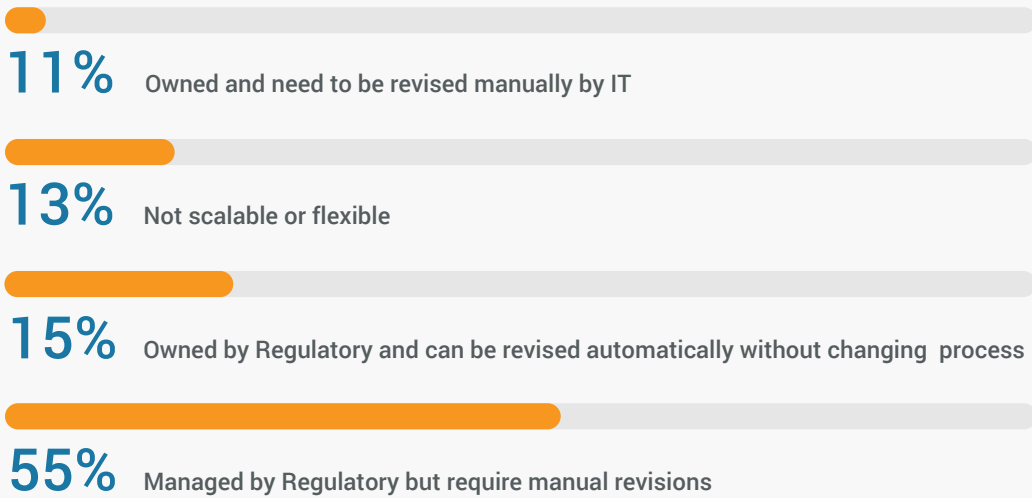 11% Owned and need to be revised manually by IT
13% Not scalable or flexible
15% Owned by Regulatory and can be revised automatically without changing process
55% Managed by Regulatory but require manual revisions